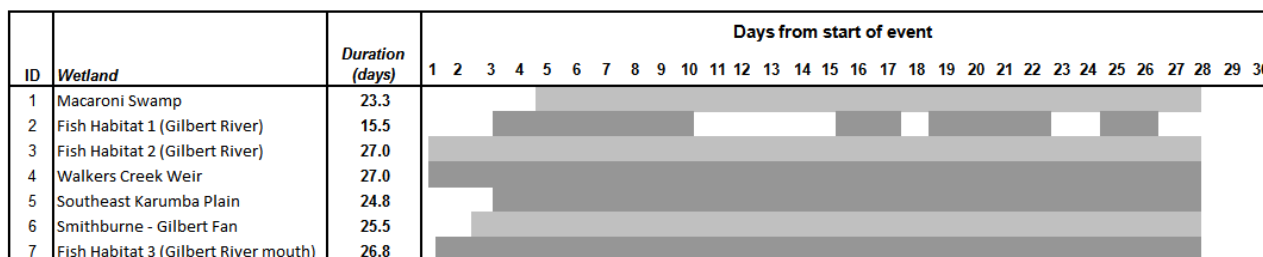 Days from start of event
ID Wetland Duration (days) 1 2 3 4 5 6 7 8 9 10 11 12 13 14 15 16 17 18 19 20 21 22 23 24 25 26 27 28 29 30
1 Macaroni Swamp 23.3
2 Fish Habitat 1 (Gilbert River) 15.5
3 Fish Habitat 2 (Gilbert River) 27.0
4 Walkers Creek Weir 27.0
5 Southeast Karumba Plain 24.8
6 Smithburne - Gilbert Fan 25.5
7 Fish Habitat 3 (Gilbert River mouth) 26.8